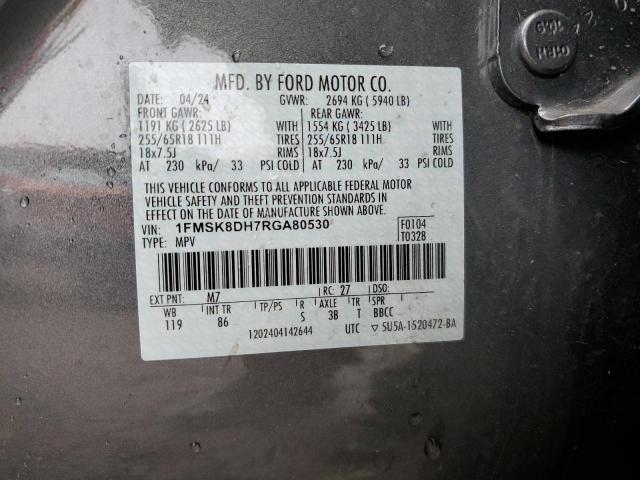 MFD. BY FORD MOTOR CO.
DATE: 04/24 GVWR: 2694 KG ( 5940 LB)
FRONT GAWR: REAR GAWR:
1191 KG ( 2625 LB) WITH 1554 KG ( 3425 LB) WITH
255/65R18 111H TIRES 255/65R18 111H TIRES
18x7.5J RIMS 18x7.5J RIMS
AT 230 kPa/ 33 PSI COLD AT 230 kPa/ 33 PSI COLD
THIS VEHICLE CONFORMS TO ALL APPLICABLE FEDERAL MOTOR
VEHICLE SAFETY AND THEFT PREVENTION STANDARDS IN
EFFECT ON THE DATE OF MANUFACTURE SHOWN ABOVE.
VIN: 1FMSK8DH7RGA80530 F0104
TYPE: MPV T0328
EXT PNT: M7 RC: 27 DSO:
WB INT TR TP/PS R AXLE TR SPR
119 86 S 3B T BBCC
1202404142644 UTC ▽ 5U5A-1520472-BA